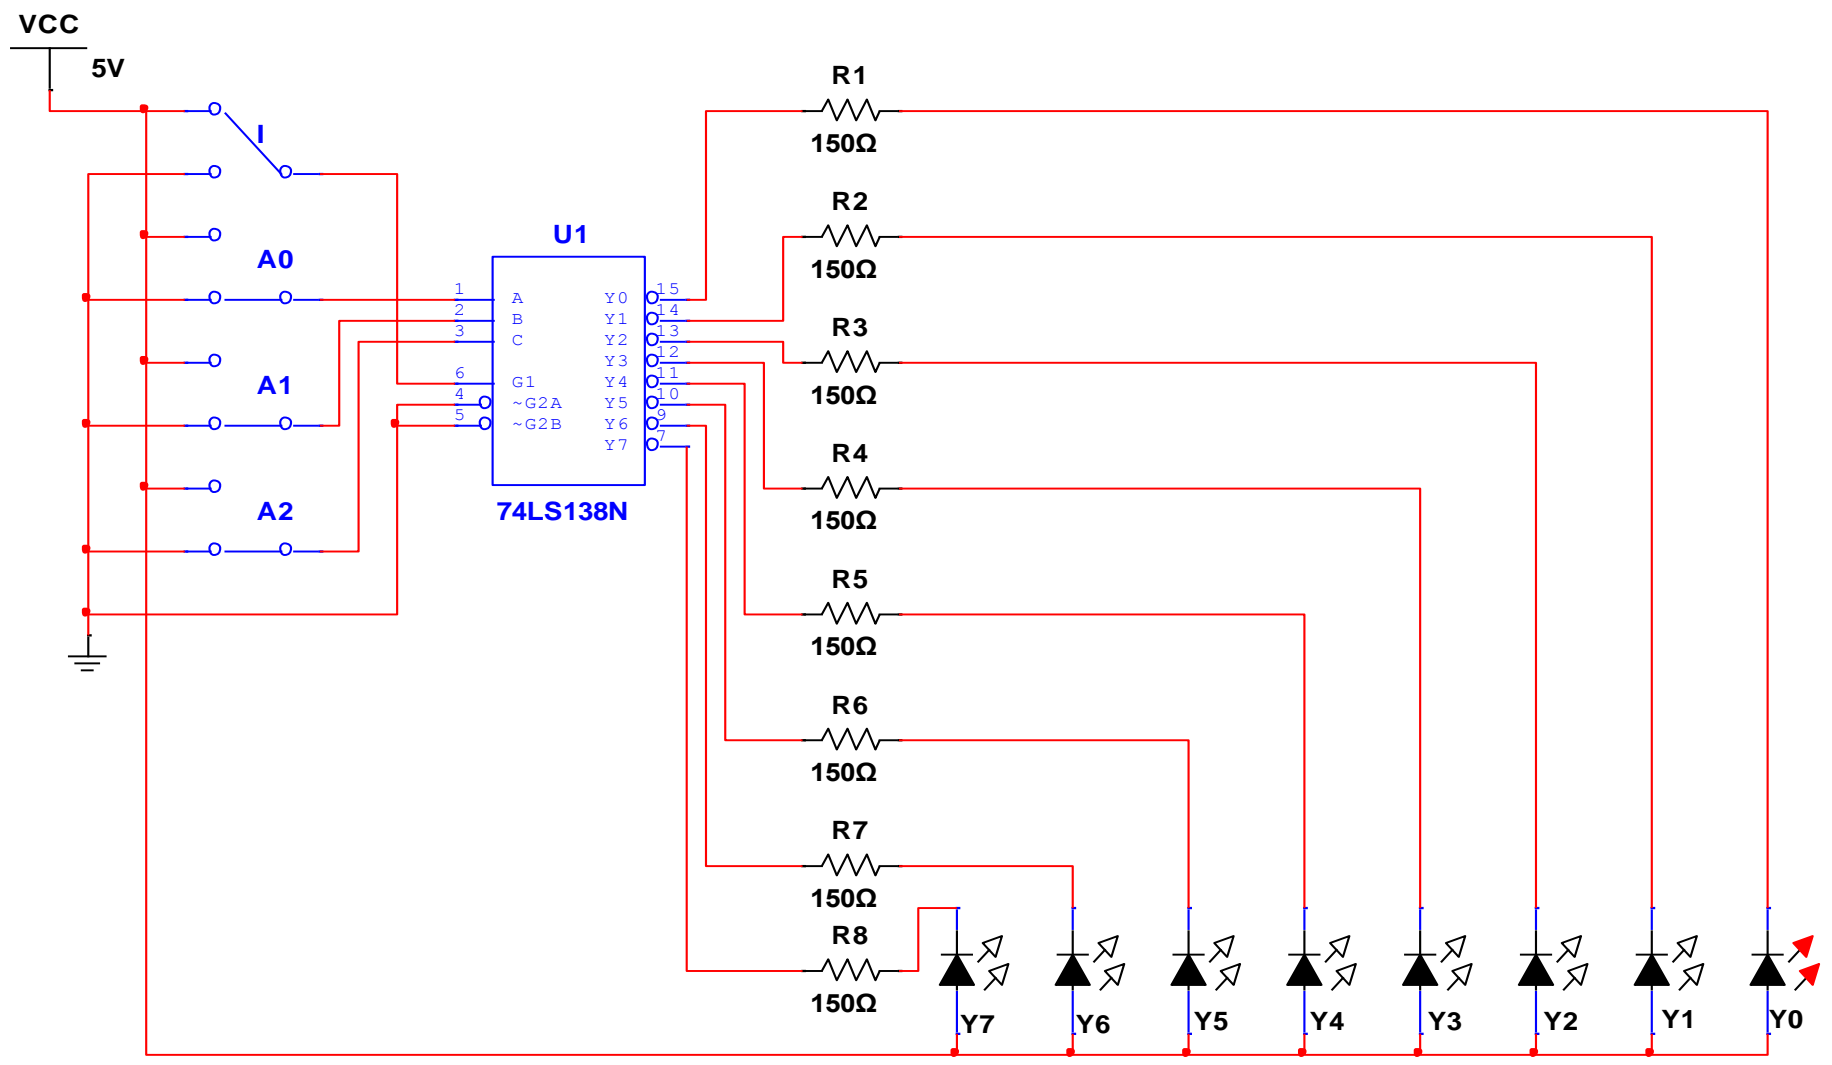 VCC
5V
I
A0
A1
A2
U1
1 A Y0 15
2 B Y1 14
3 C Y2 13
Y3 12
6 G1 Y4 11
4 ~G2A Y5 10
5 ~G2B Y6 9
Y7 7
74LS138N
R1
150Ω
R2
150Ω
R3
150Ω
R4
150Ω
R5
150Ω
R6
150Ω
R7
150Ω
R8
150Ω
Y7 Y6 Y5 Y4 Y3 Y2 Y1 Y0